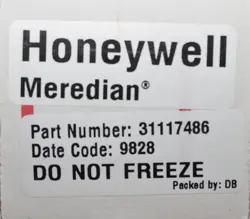 Honeywell
Meredian®
Part Number: 31117486
Date Code: 9828
DO NOT FREEZE
Packed by: DB